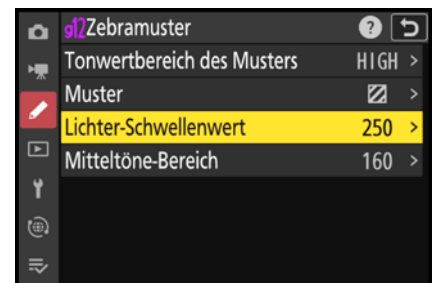 g12Zebramuster ?
Tonwertbereich des Musters HIGH >
Muster >
Lichter-Schwellenwert 250 >
Mitteltöne-Bereich 160 >